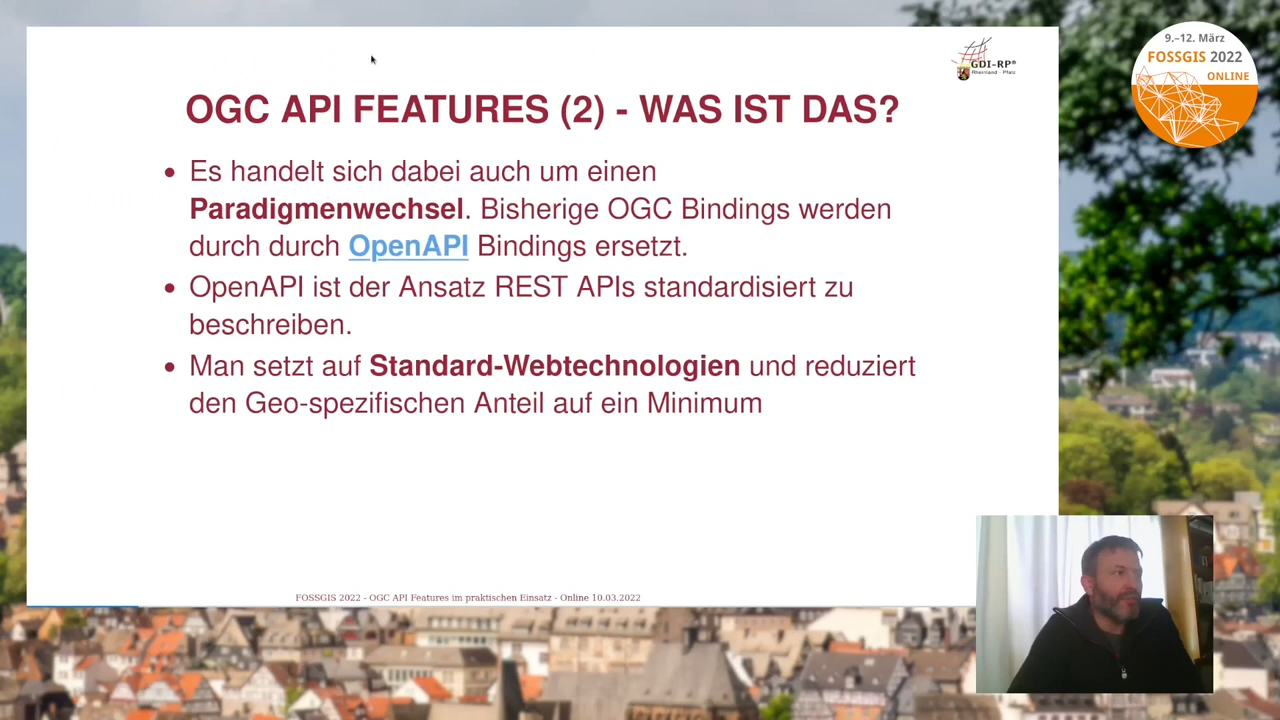 9.–12. März
FOSSGIS 2022
ONLINE
GDI-RP®
Rheinland - Pfalz
OGC API FEATURES (2) - WAS IST DAS?
• Es handelt sich dabei auch um einen
Paradigmenwechsel. Bisherige OGC Bindings werden
durch durch OpenAPI Bindings ersetzt.
• OpenAPI ist der Ansatz REST APIs standardisiert zu
beschreiben.
• Man setzt auf Standard-Webtechnologien und reduziert
den Geo-spezifischen Anteil auf ein Minimum
FOSSGIS 2022 - OGC API Features im praktischen Einsatz - Online 10.03.2022